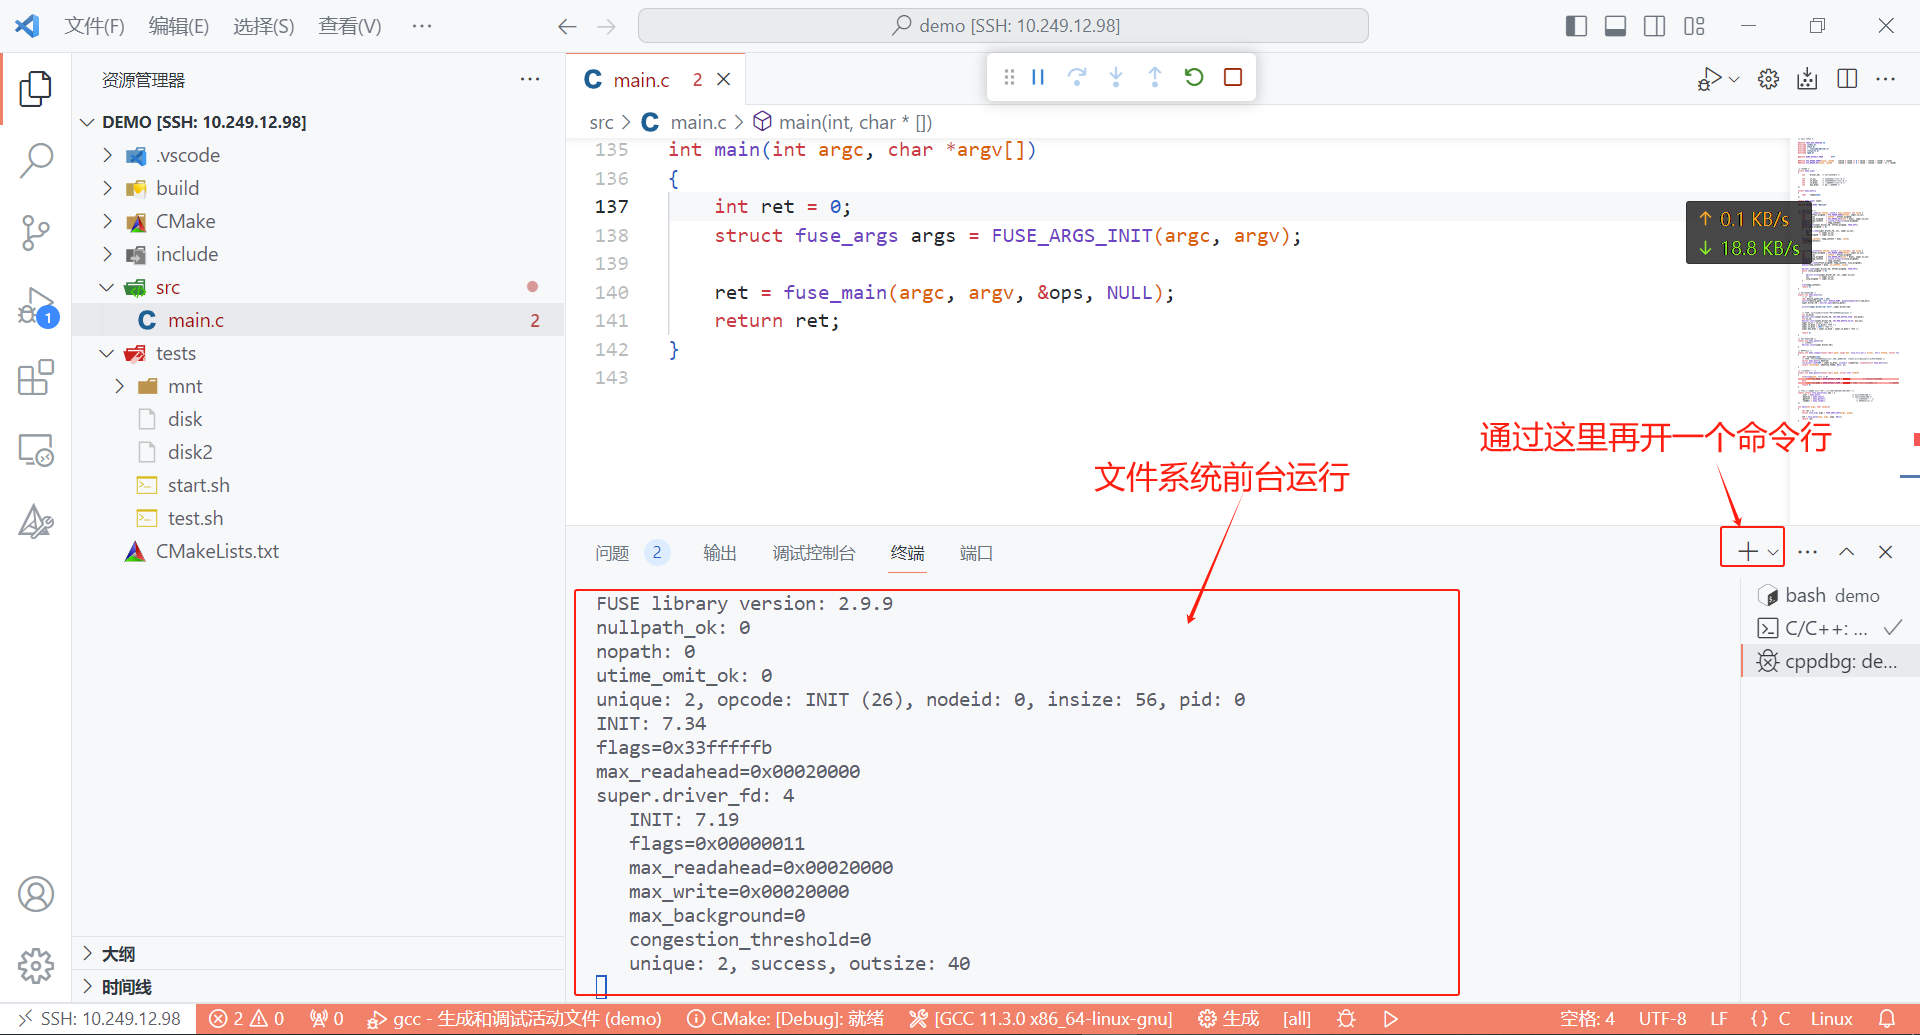 文件(F) 编辑(E) 选择(S) 查看(V) ··· demo [SSH: 10.249.12.98]
资源管理器 ···
DEMO [SSH: 10.249.12.98]
.vscode
build
CMake
include
src
main.c 2
tests
mnt
disk
disk2
start.sh
test.sh
CMakeLists.txt
大纲
时间线
1
C main.c 2
src > C main.c > main(int, char * [])
135 int main(int argc, char *argv[])
136 {
137 int ret = 0;
138 struct fuse_args args = FUSE_ARGS_INIT(argc, argv);
139
140 ret = fuse_main(argc, argv, &ops, NULL);
141 return ret;
142 }
143
↑ 0.1 KB/s
↓ 18.8 KB/s
通过这里再开一个命令行
文件系统前台运行
问题 2 输出 调试控制台 终端 端口
FUSE library version: 2.9.9
nullpath_ok: 0
nopath: 0
utime_omit_ok: 0
unique: 2, opcode: INIT (26), nodeid: 0, insize: 56, pid: 0
INIT: 7.34
flags=0x33fffffb
max_readahead=0x00020000
super.driver_fd: 4
INIT: 7.19
flags=0x00000011
max_readahead=0x00020000
max_write=0x00020000
max_background=0
congestion_threshold=0
unique: 2, success, outsize: 40
bash demo
C/C++: ...
cppdbg: de...
SSH: 10.249.12.98 2 0 0 gcc - 生成和调试活动文件 (demo) CMake: [Debug]: 就绪 [GCC 11.3.0 x86_64-linux-gnu] 生成 [all] 空格: 4 UTF-8 LF {} C Linux